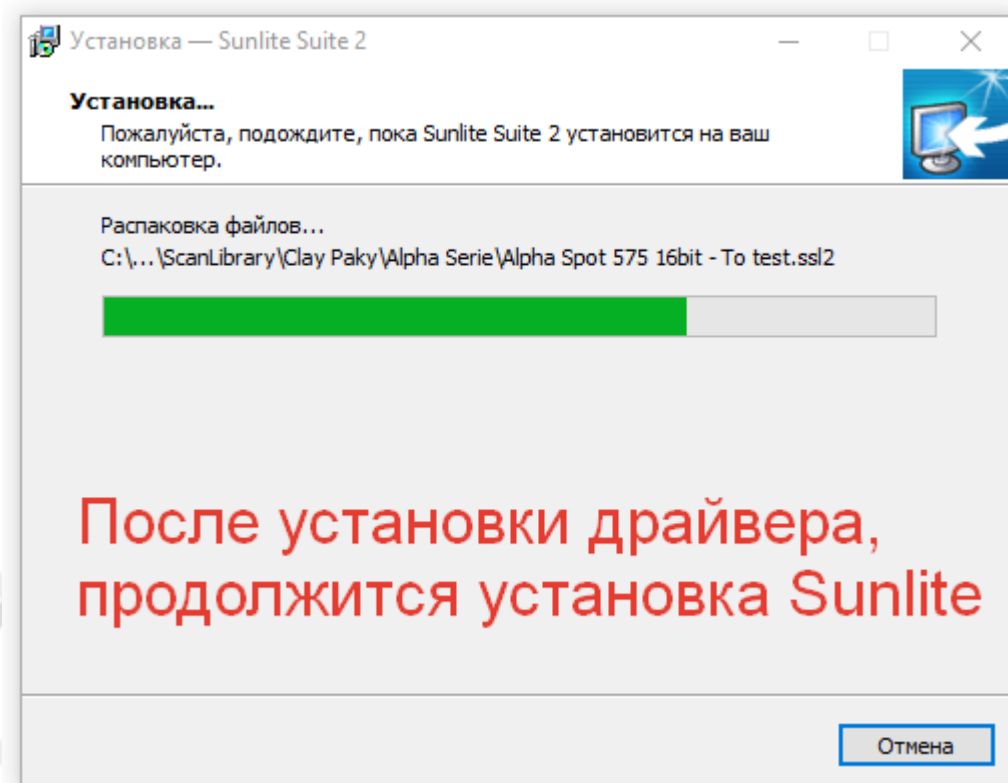 Установка — Sunlite Suite 2
Установка...
Пожалуйста, подождите, пока Sunlite Suite 2 установится на ваш
компьютер.
Распаковка файлов...
C:\...\ScanLibrary\Clay Paky\Alpha Serie\Alpha Spot 575 16bit - To test.ssl2
После установки драйвера,
продолжится установка Sunlite
Отмена